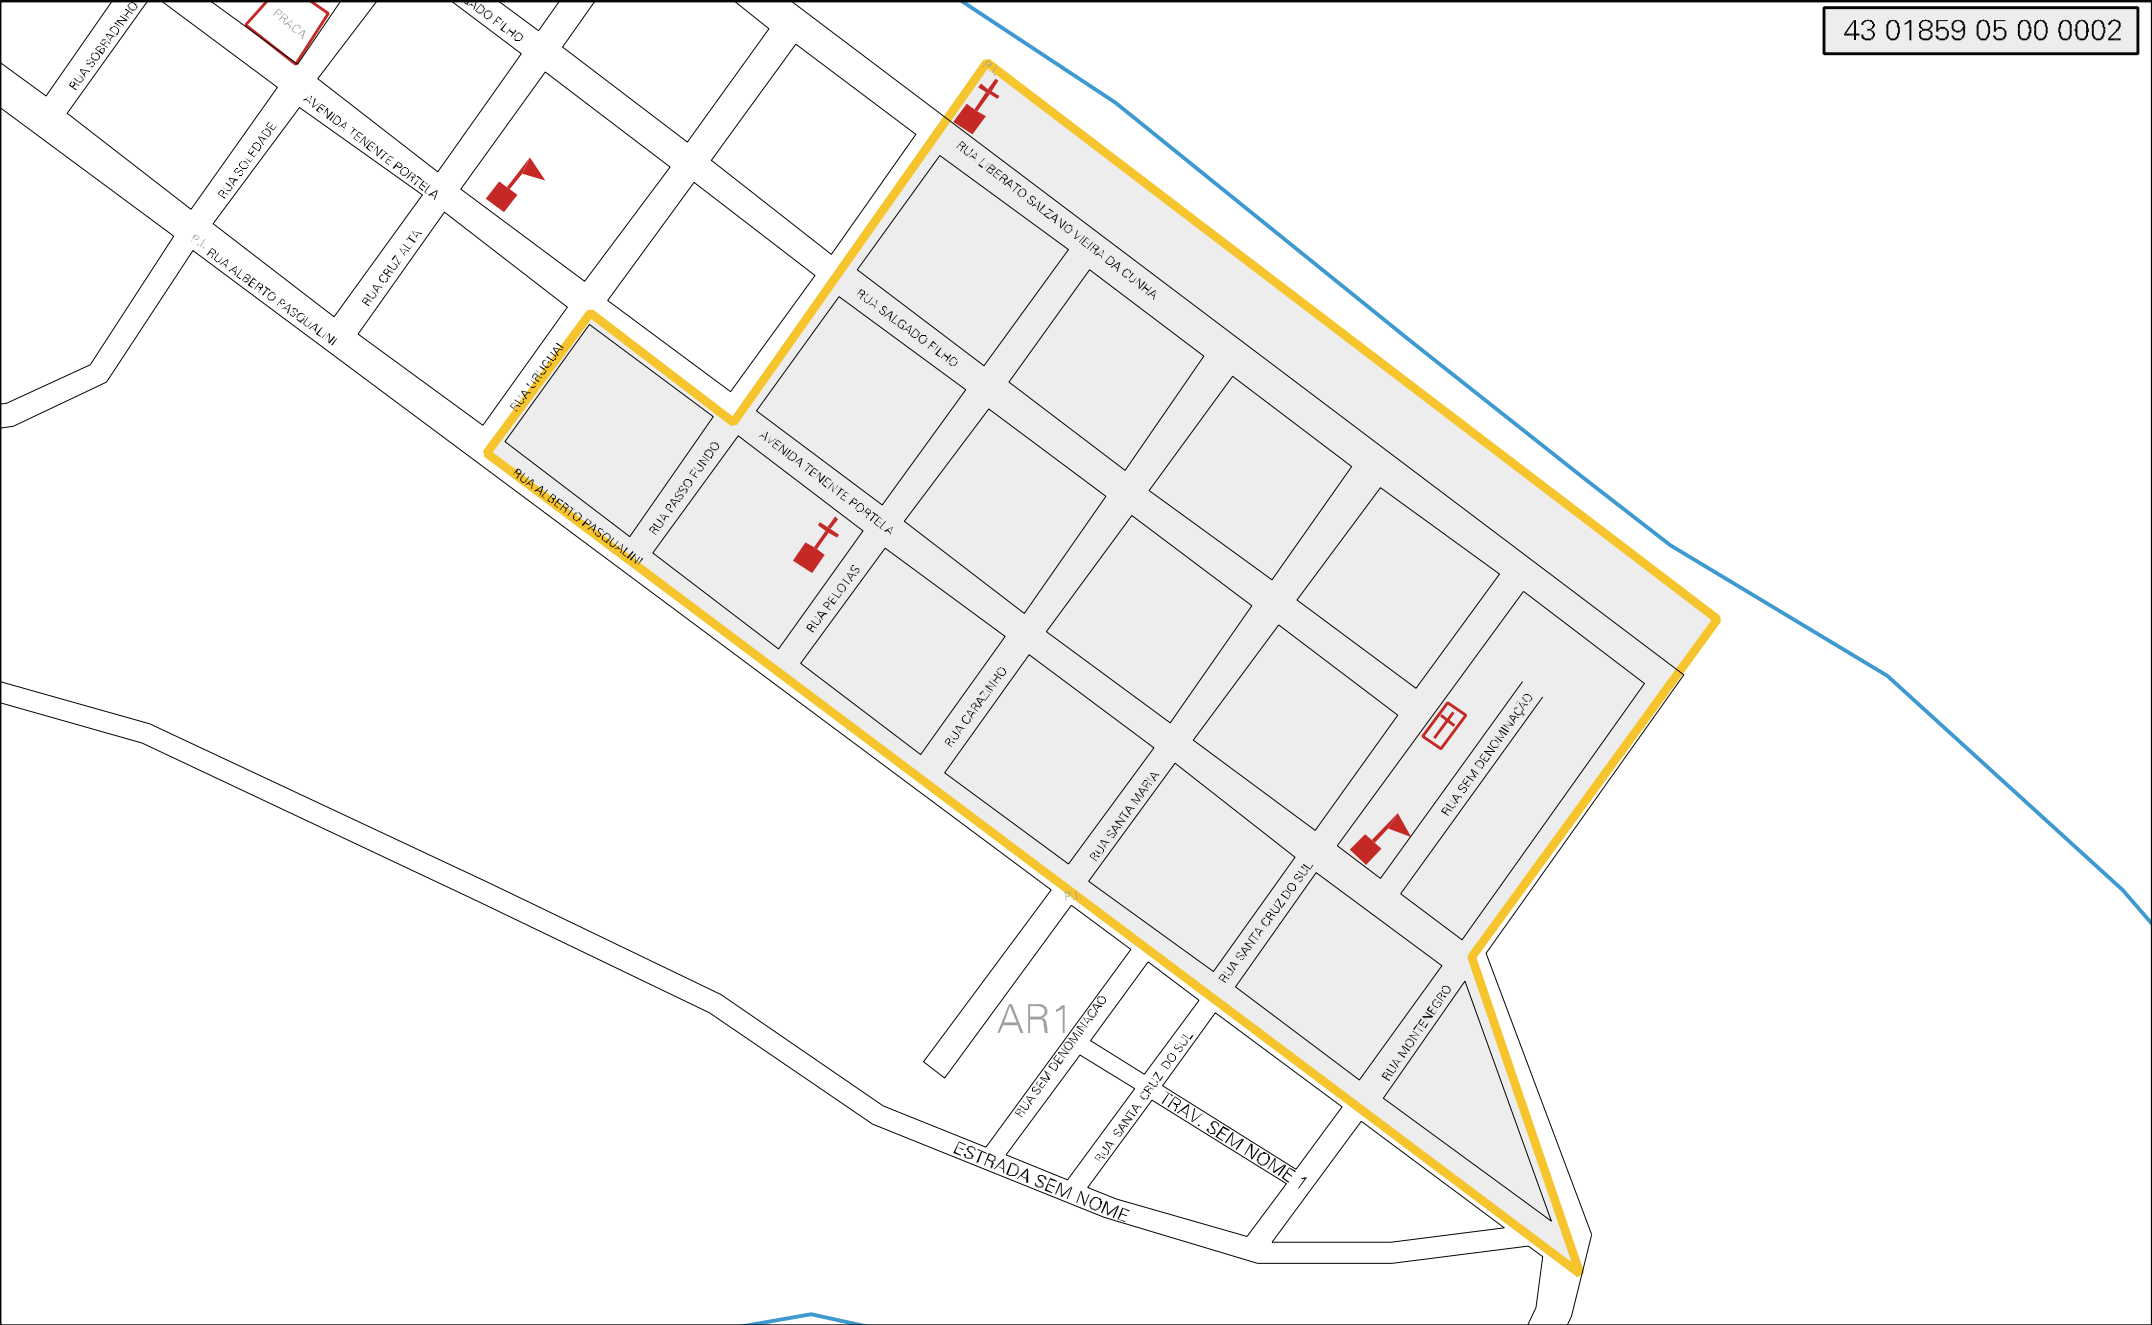 43 01859 05 00 0002
RUA SOBRADINHO
PRACA
GADO FILHO
AVENIDA TENENTE PORTELA
RUA SOLEDADE
P.I.
RUA ALBERTO PASQUALINI
RUA CRUZ ALTA
P.I.
RUA LIBERATO SALZANO VIEIRA DA CUNHA
RUA SALGADO FILHO
RUA URUGUAI
RUA ALBERTO PASQUALINI
RUA PASSO FUNDO
AVENIDA TENENTE PORTELA
RUA PELOTAS
RUA CARAZINHO
RUA SANTA MARIA
RUA SEM DENOMINAÇÃO
RUA SANTA CRUZ DO SUL
P.F.
RUA MONTENEGRO
AR1
RUA SEM DENOMINACAO
RUA SANTA CRUZ DO SUL
TRAV. SEM NOME 1
ESTRADA SEM NOME